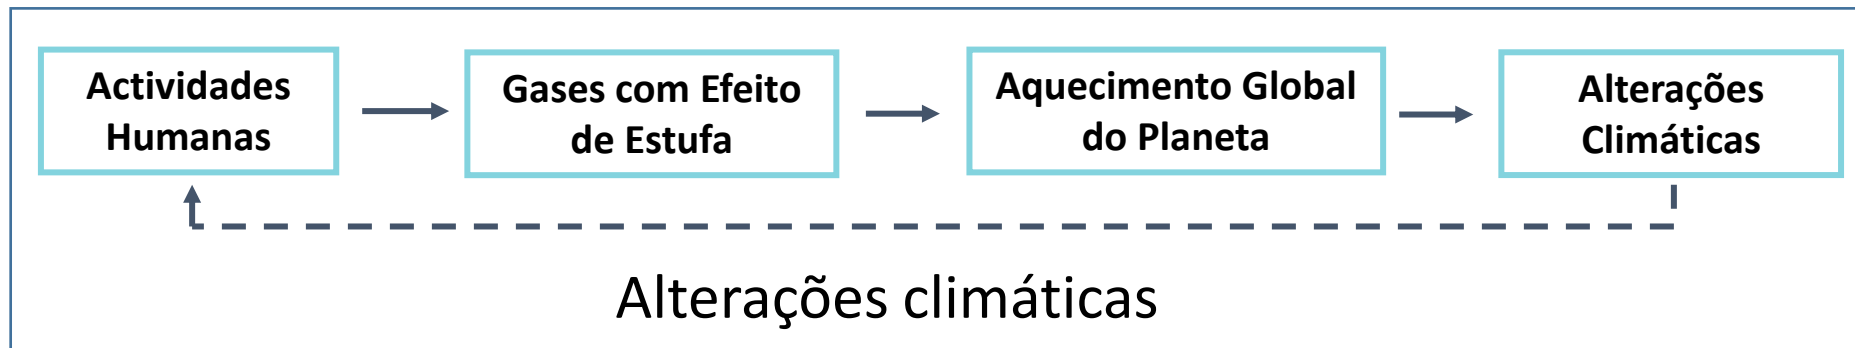 Actividades
Humanas
Gases com Efeito
de Estufa
Aquecimento Global
do Planeta
Alterações
Climáticas
Alterações climáticas